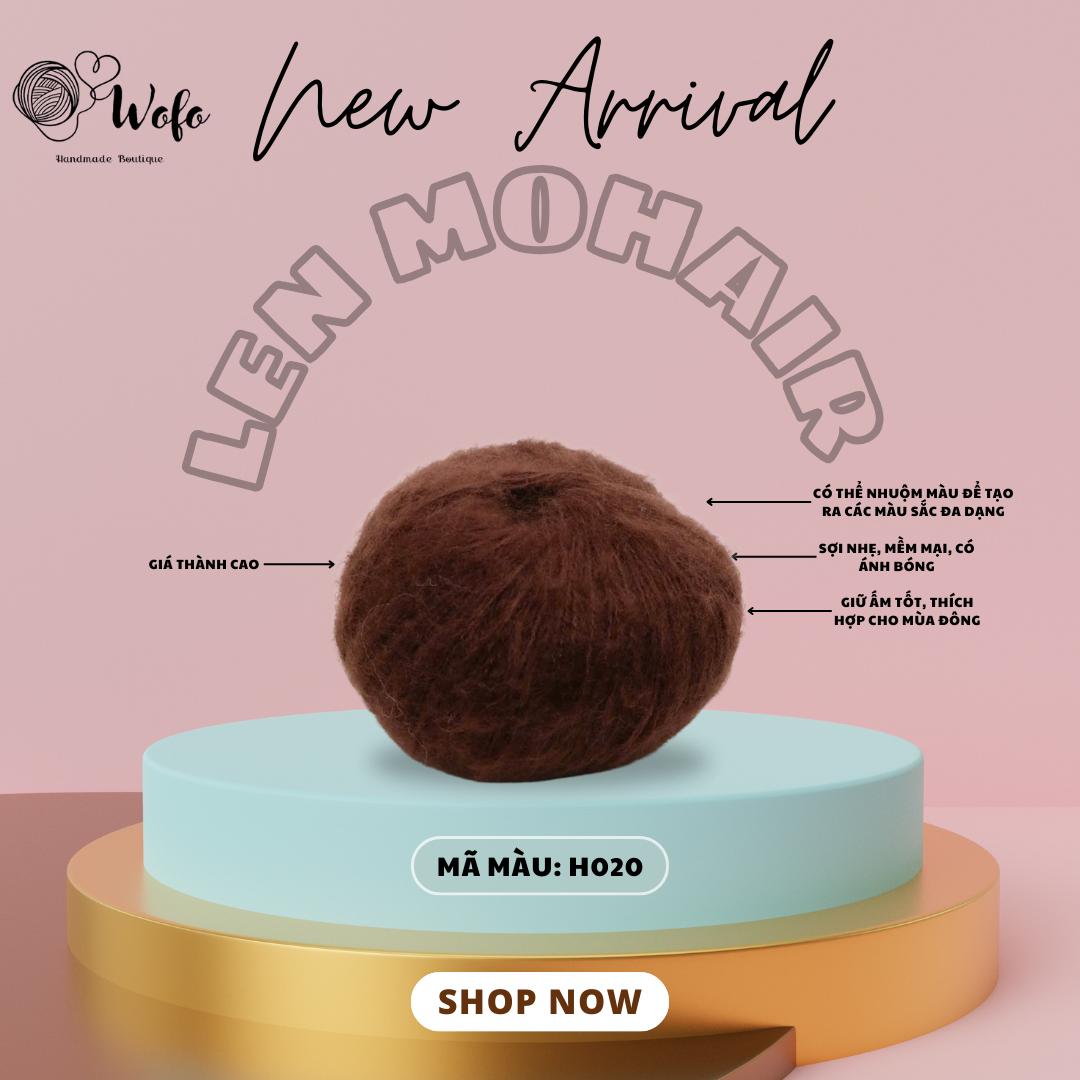 Wofo
Handmade Boutique
New Arrival
LEN MOHAIR
CÓ THỂ NHUỘM MÀU ĐỂ TẠO
RA CÁC MÀU SẮC ĐA DẠNG
SỢI NHẸ, MỀM MẠI, CÓ
ÁNH BÓNG
GIÁ THÀNH CAO
GIỮ ẤM TỐT, THÍCH
HỢP CHO MÙA ĐÔNG
MÃ MÀU: H020
SHOP NOW